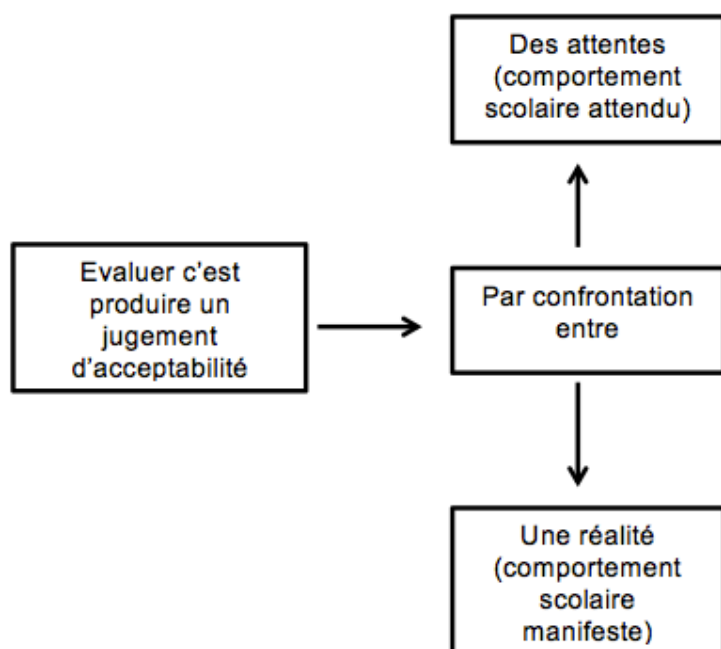 Des attentes
(comportement
scolaire attendu)
Evaluer c'est
produire un
jugement
d'acceptabilité
Par confrontation
entre
Une réalité
(comportement
scolaire
manifeste)